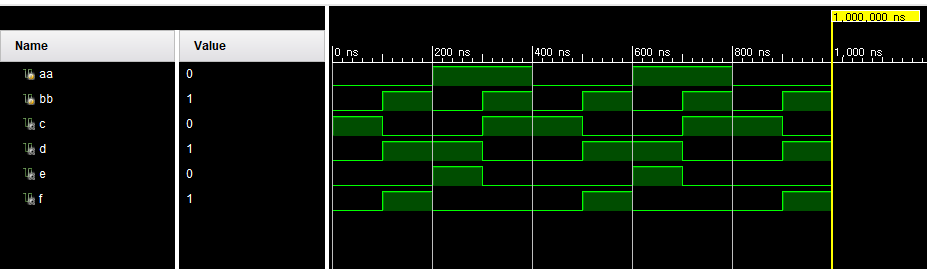 1,000,000 ns
Name Value
0 ns 200 ns 400 ns 600 ns 800 ns 1,000 ns
aa 0
bb 1
c 0
d 1
e 0
f 1